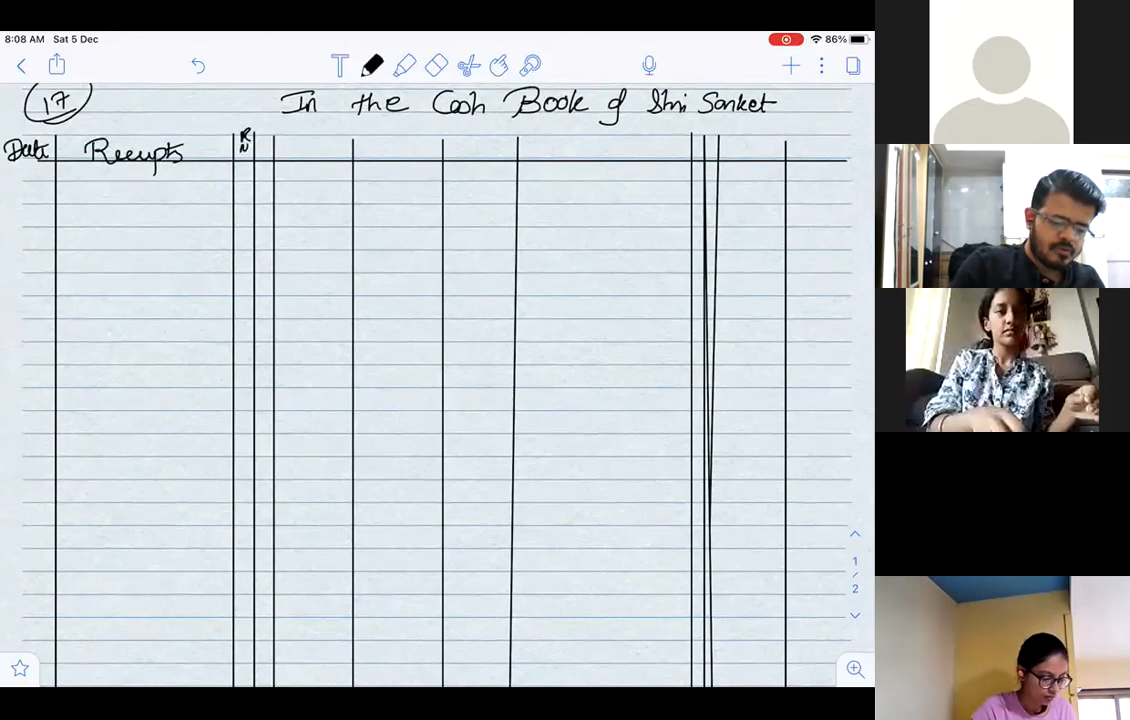 8:08 AM Sat 5 Dec 86%
T
17 In the Cash Book of Shri Sanket
Date Receipts R N
1
/
2